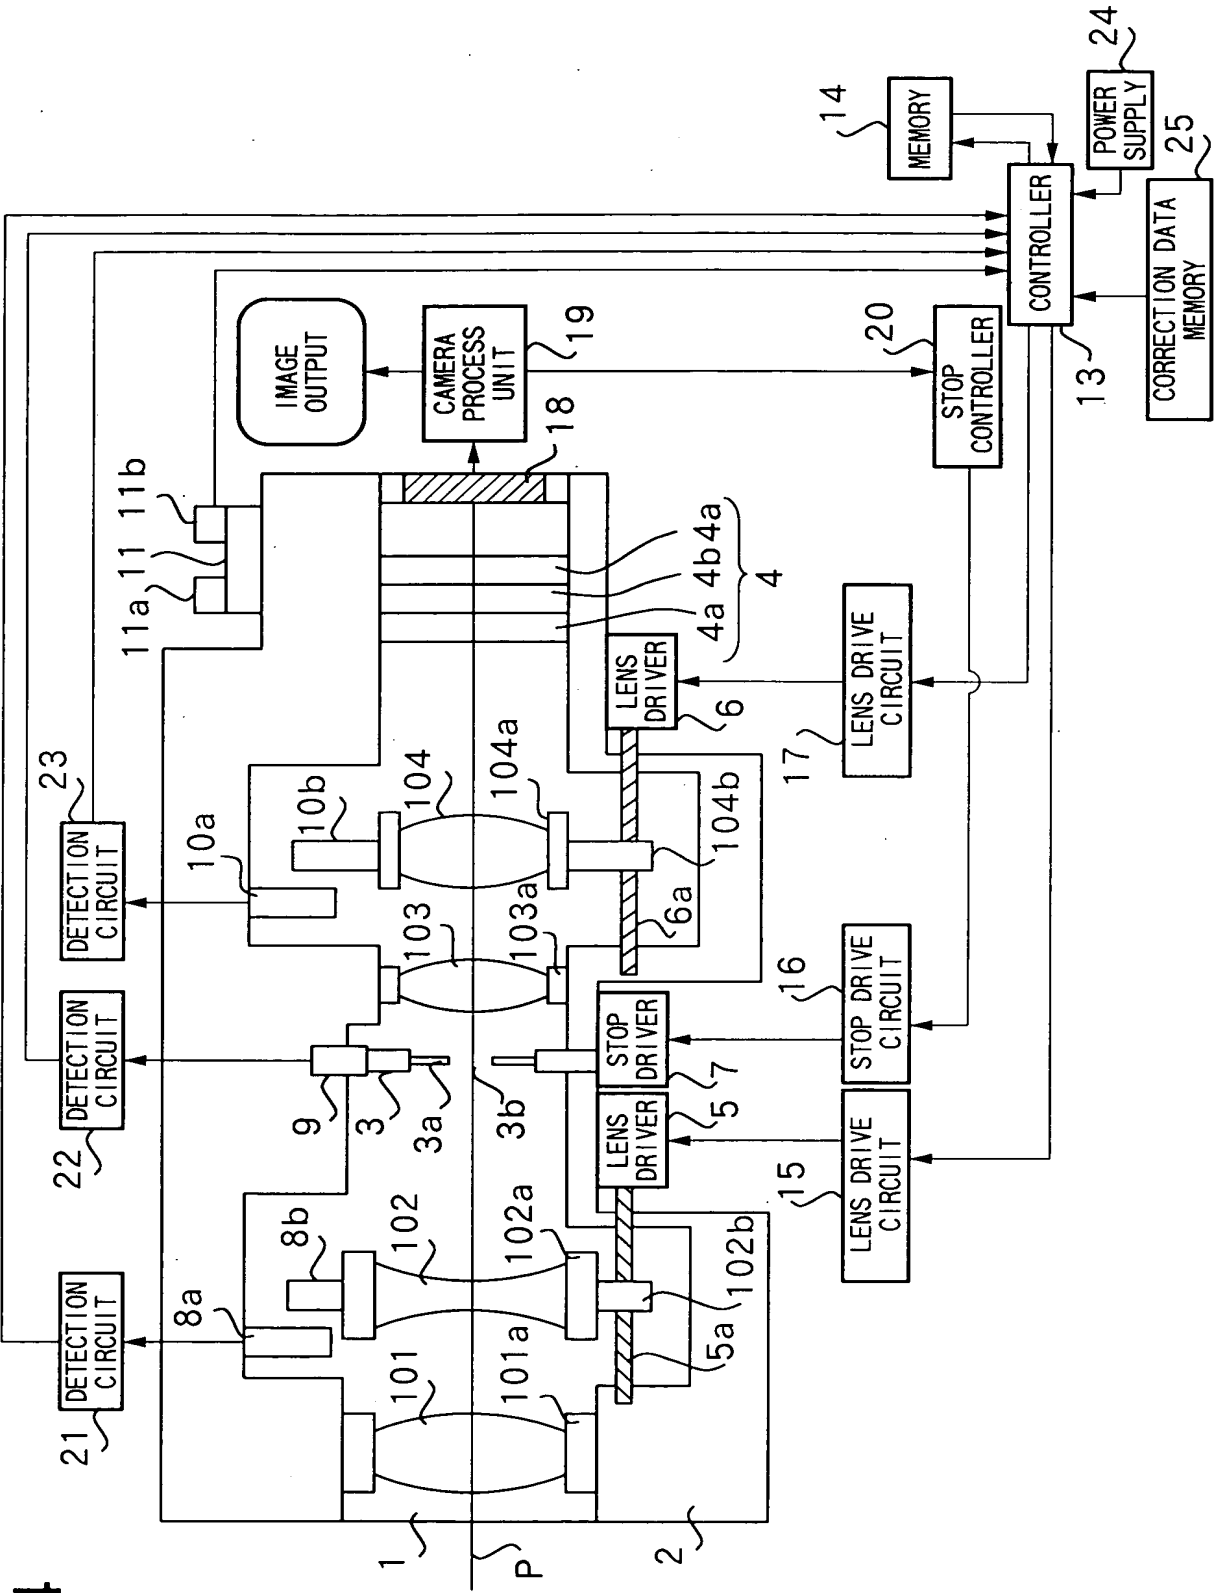 21
DETECTION
CIRCUIT
22
DETECTION
CIRCUIT
23
DETECTION
CIRCUIT
11a
11
11b
8a
8b
9
3
3a
3b
10a
10b
IMAGE
OUTPUT
CAMERA
PROCESS
UNIT
19
18
1
P
2
101
101a
102
102a
102b
5a
103
103a
104
104a
104b
6a
4a
4b
4a
4
LENS
DRIVER
5
STOP
DRIVER
7
LENS
DRIVER
6
15
LENS DRIVE
CIRCUIT
16
STOP DRIVE
CIRCUIT
17
LENS DRIVE
CIRCUIT
STOP
CONTROLLER
20
14
MEMORY
CONTROLLER
13
POWER
SUPPLY
24
CORRECTION DATA
MEMORY
25